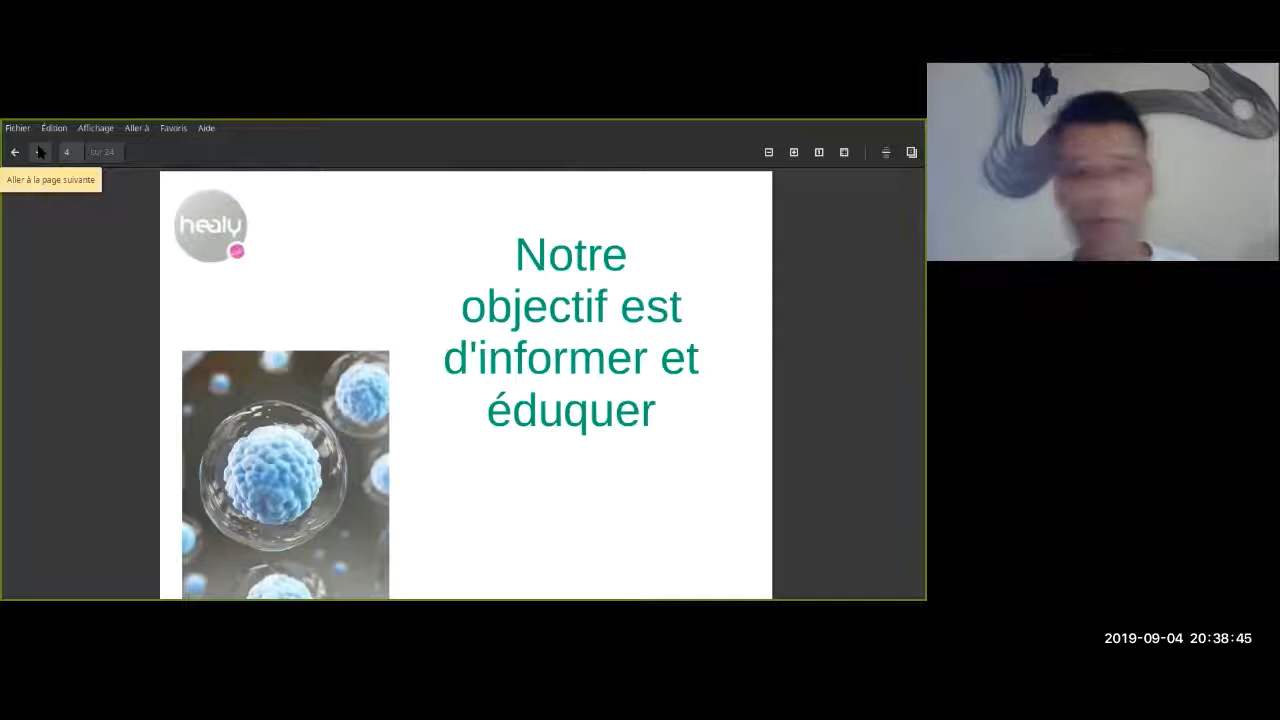 Fichier Édition Affichage Aller à Favoris Aide
4 sur 24
Aller à la page suivante
healy
Notre
objectif est
d'informer et
éduquer
2019-09-04 20:38:45